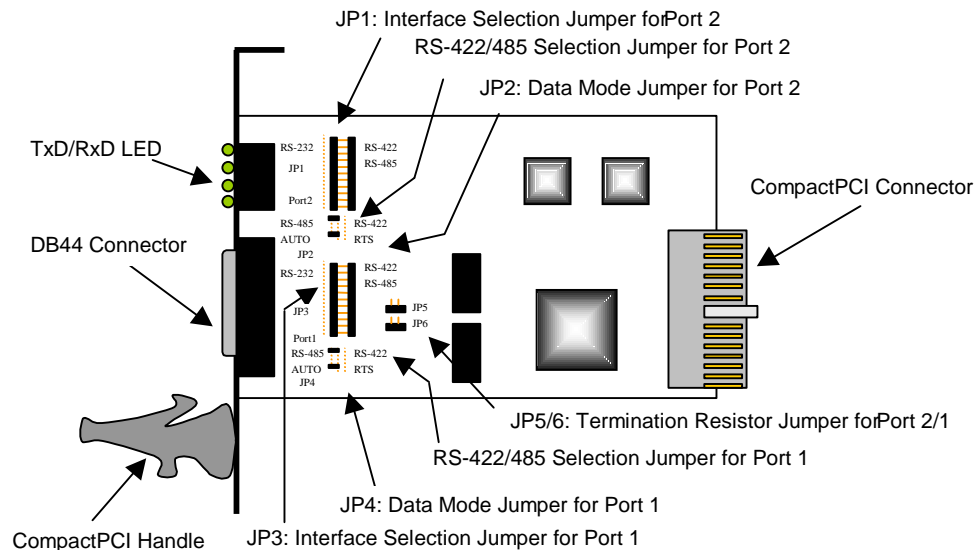 JP1: Interface Selection Jumper forPort 2
RS-422/485 Selection Jumper for Port 2
JP2: Data Mode Jumper for Port 2
TxD/RxD LED
RS-232
RS-422
JP1
RS-485
Port2
RS-485
RS-422
AUTO
RTS
JP2
CompactPCI Connector
DB44 Connector
RS-232
RS-422
RS-485
JP3
JP5
JP6
Port1
RS-485
RS-422
AUTO
RTS
JP4
JP5/6: Termination Resistor Jumper forPort 2/1
RS-422/485 Selection Jumper for Port 1
JP4: Data Mode Jumper for Port 1
CompactPCI Handle
JP3: Interface Selection Jumper for Port 1